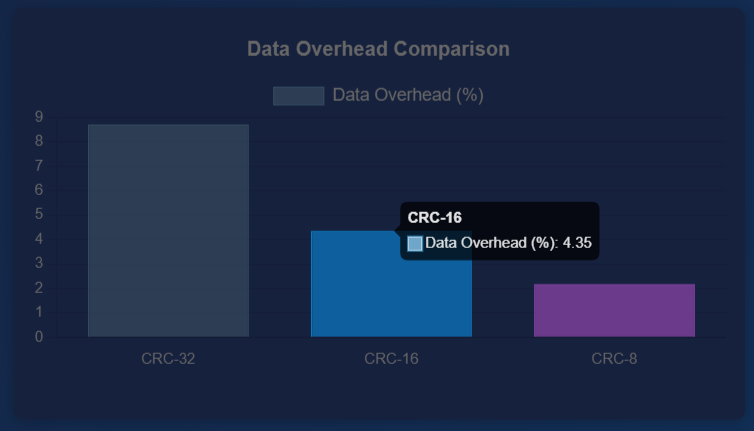 Data Overhead Comparison
Data Overhead (%)
9
8
7
6
5
4
3
2
1
0
CRC-16
Data Overhead (%): 4.35
CRC-32
CRC-16
CRC-8